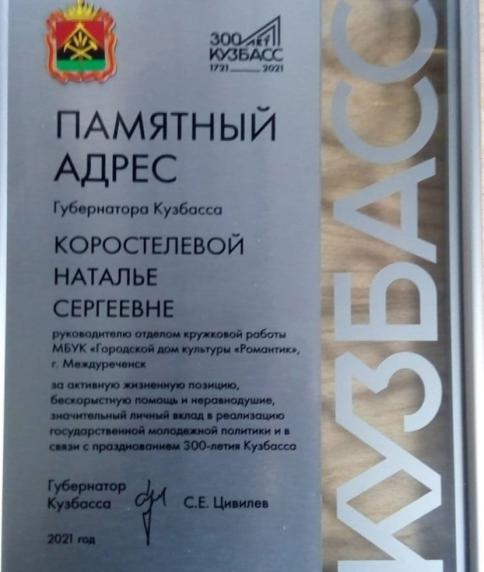 300 ЛЕТ
КУЗБАСС
1721 2021
ПАМЯТНЫЙ
АДРЕС
Губернатора Кузбасса
КОРОСТЕЛЕВОЙ
НАТАЛЬЕ
СЕРГЕЕВНЕ
руководителю отделом кружковой работы
МБУК «Городской дом культуры «Романтик»,
г. Междуреченск
за активную жизненную позицию,
бескорыстную помощь и неравнодушие,
значительный личный вклад в реализацию
государственной молодежной политики и в
связи с празднованием 300-летия Кузбасса
Губернатор
Кузбасса С.Е. Цивилев
2021 год
КУЗБАСС